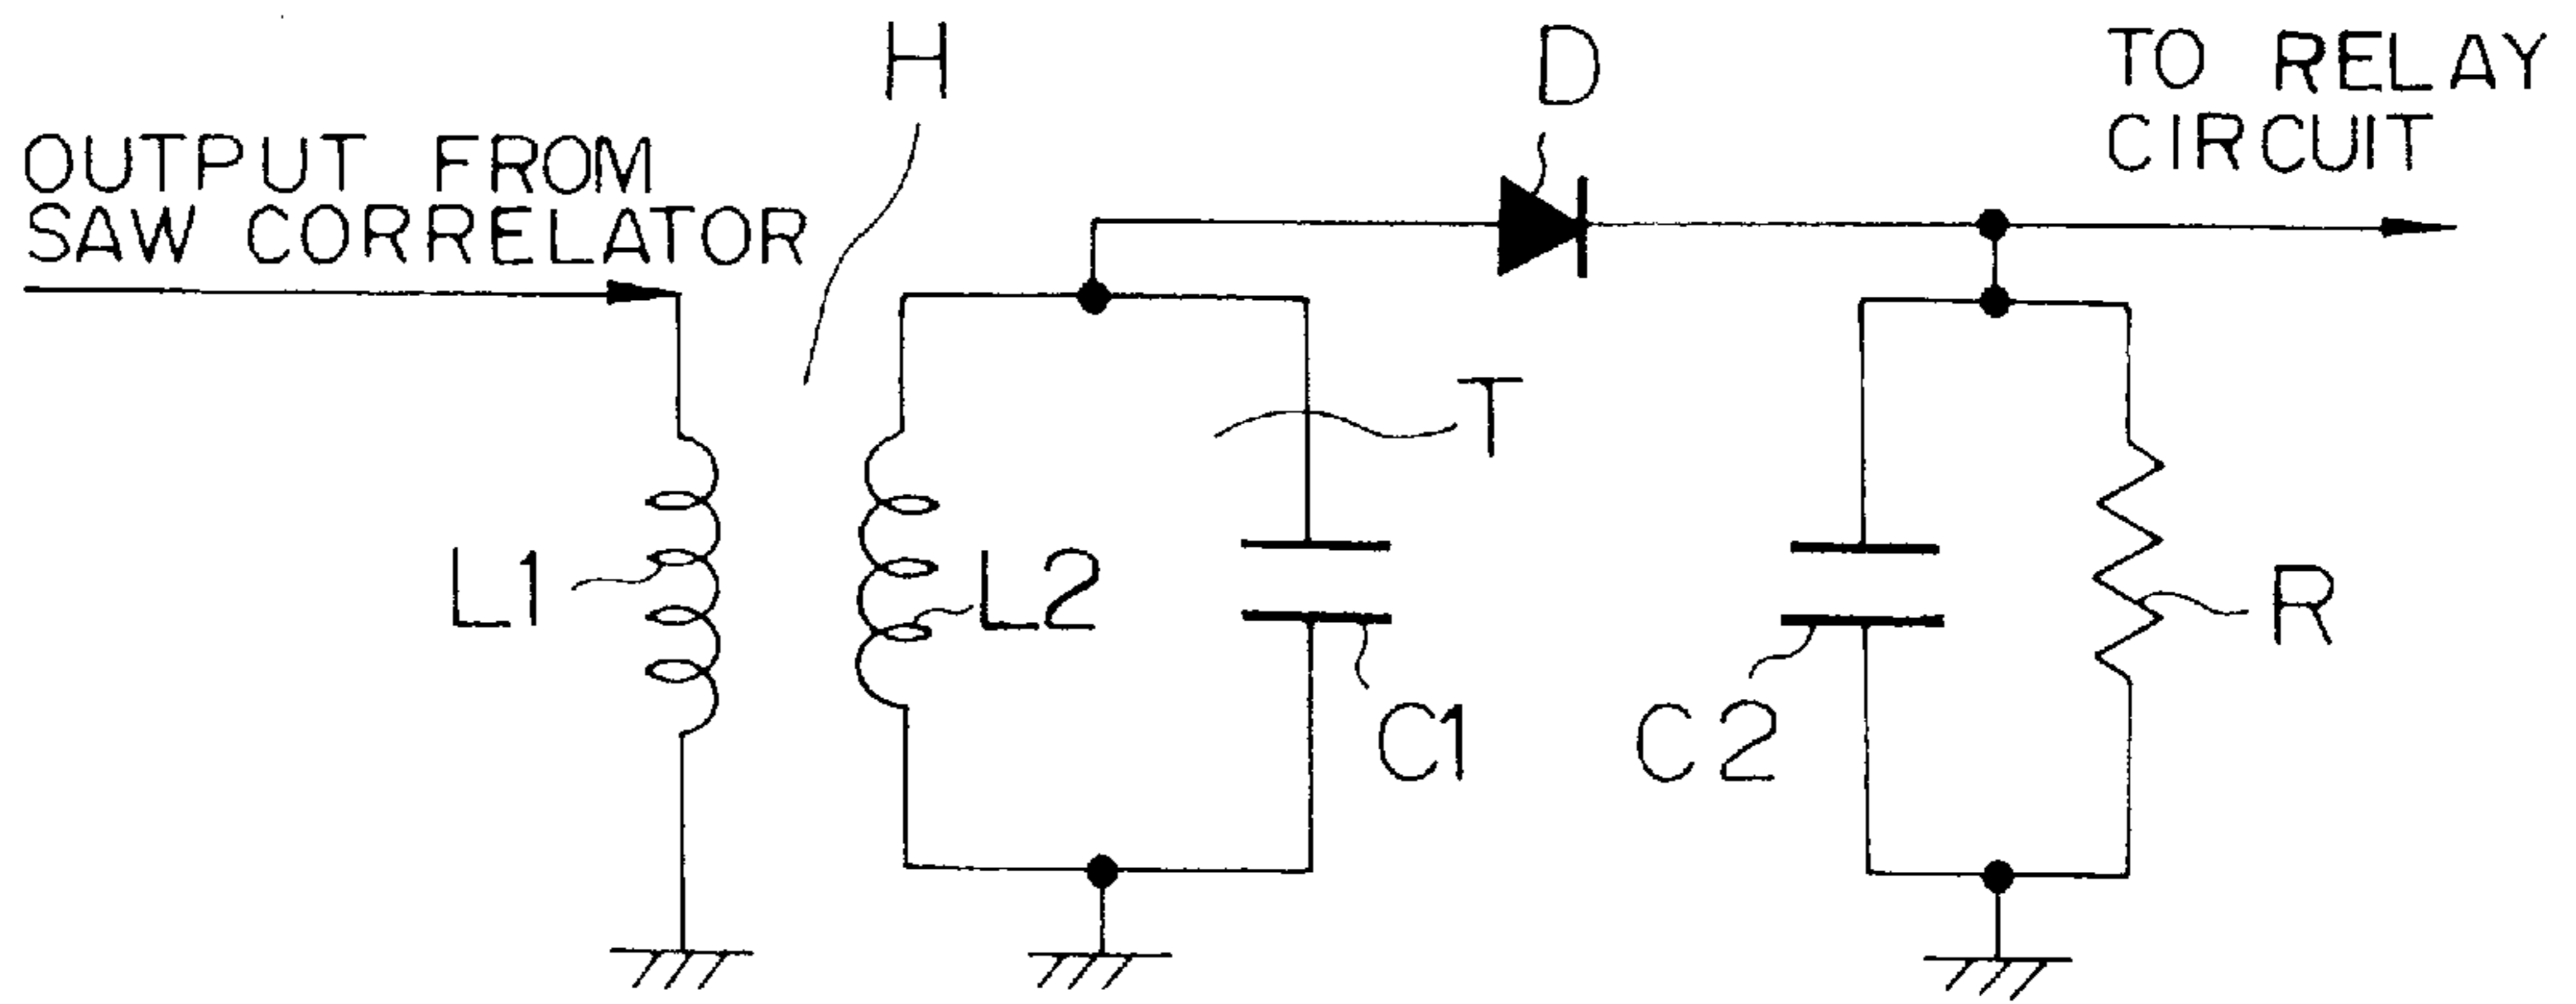 H
D
TO RELAY
CIRCUIT
OUTPUT FROM
SAW CORRELATOR
T
L1
L2
R
C1
C2